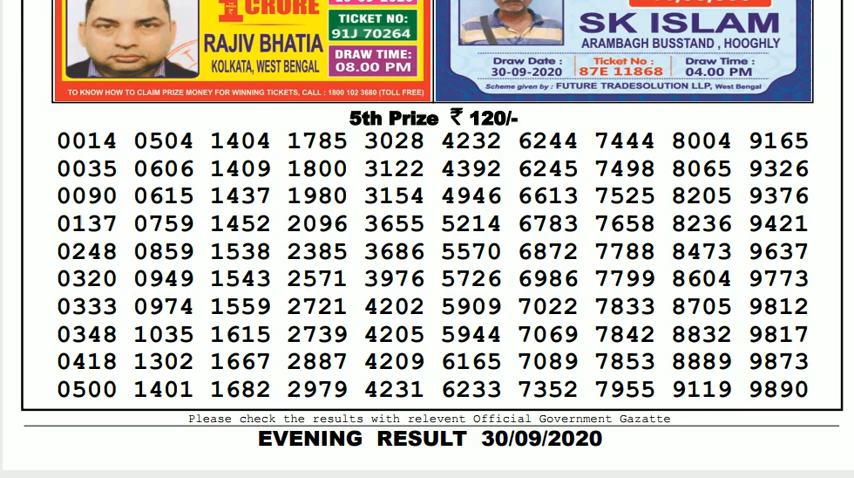 1 CRORE
TICKET NO:
91J 70264
RAJIV BHATIA
KOLKATA, WEST BENGAL
DRAW TIME:
08.00 PM
TO KNOW HOW TO CLAIM PRIZE MONEY FOR WINNING TICKETS, CALL : 1800 102 3680 (TOLL FREE)
SK ISLAM
ARAMBAGH BUSSTAND , HOOGHLY
Draw Date : Ticket No : Draw Time :
30-09-2020 87E 11868 04.00 PM
Scheme given by : FUTURE TRADESOLUTION LLP, West Bengal
5th Prize ₹ 120/-
0014 0504 1404 1785 3028 4232 6244 7444 8004 9165
0035 0606 1409 1800 3122 4392 6245 7498 8065 9326
0090 0615 1437 1980 3154 4946 6613 7525 8205 9376
0137 0759 1452 2096 3655 5214 6783 7658 8236 9421
0248 0859 1538 2385 3686 5570 6872 7788 8473 9637
0320 0949 1543 2571 3976 5726 6986 7799 8604 9773
0333 0974 1559 2721 4202 5909 7022 7833 8705 9812
0348 1035 1615 2739 4205 5944 7069 7842 8832 9817
0418 1302 1667 2887 4209 6165 7089 7853 8889 9873
0500 1401 1682 2979 4231 6233 7352 7955 9119 9890
Please check the results with relevent Official Government Gazatte
EVENING RESULT 30/09/2020